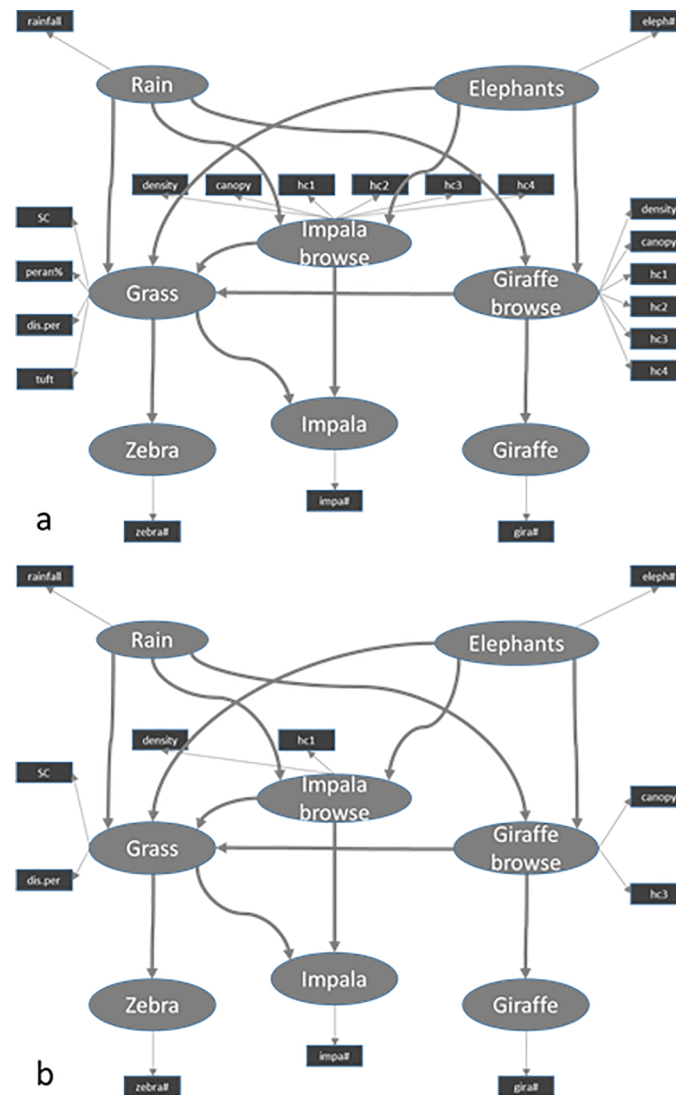 rainfall
eleph#
Rain
Elephants
density
canopy
hc1
hc2
hc3
hc4
SC
peran%
dis.per
tuft
Impala
browse
Grass
Giraffe
browse
density
canopy
hc1
hc2
hc3
hc4
Zebra
Impala
Giraffe
zebra#
impa#
gira#
a
rainfall
eleph#
Rain
Elephants
density
hc1
SC
dis.per
Impala
browse
Grass
Giraffe
browse
canopy
hc3
Zebra
Impala
Giraffe
zebra#
impa#
gira#
b